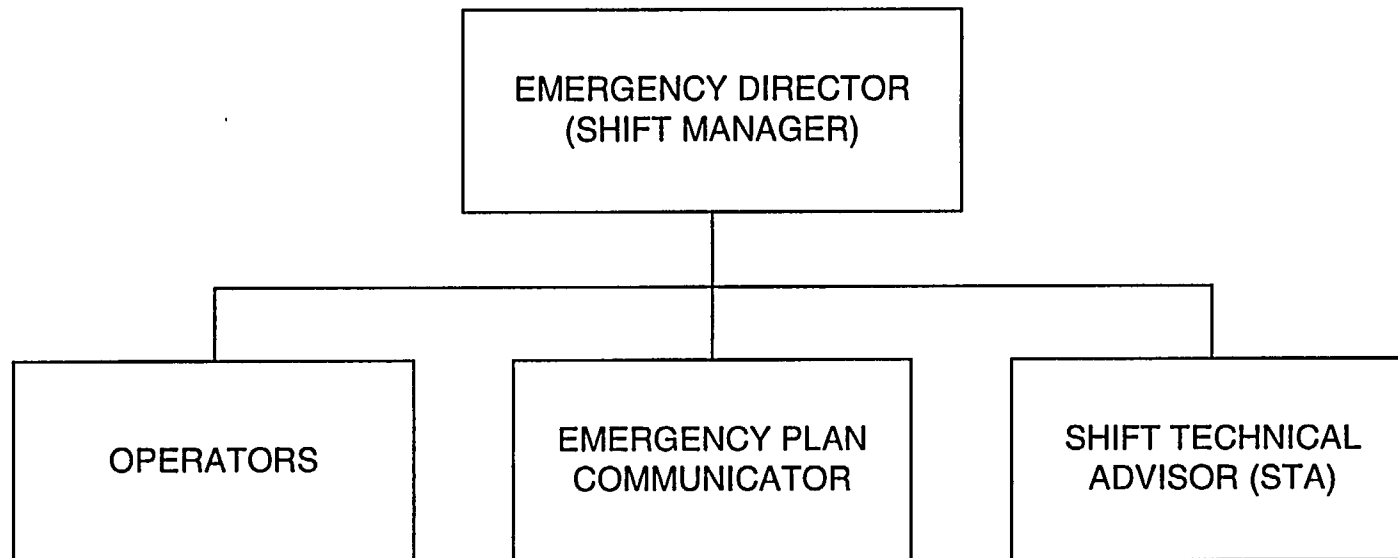 EMERGENCY DIRECTOR
(SHIFT MANAGER)
OPERATORS
EMERGENCY PLAN
COMMUNICATOR
SHIFT TECHNICAL
ADVISOR (STA)